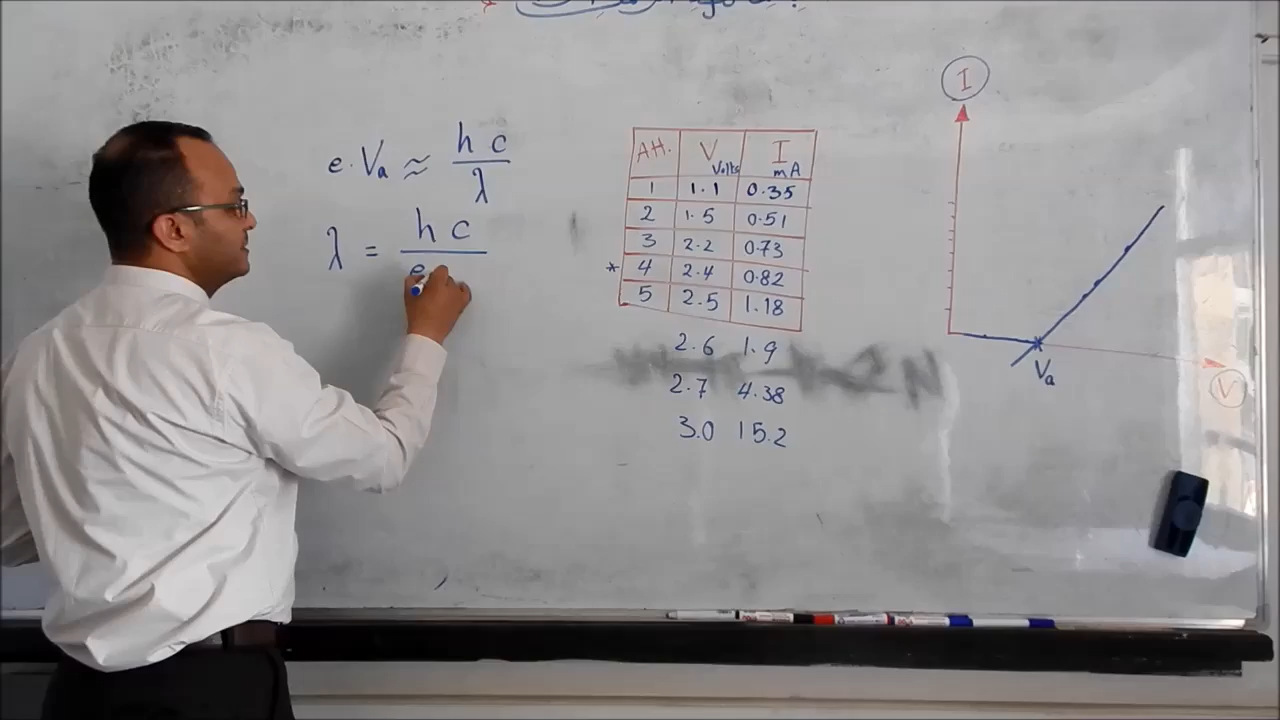 e. Va ≈ h c / λ
λ = h c / e
AH. V Volts I mA
1 1.1 0.35
2 1.5 0.51
3 2.2 0.73
* 4 2.4 0.82
5 2.5 1.18
2.6 1.9
2.7 4.38
3.0 15.2
I
Va
V